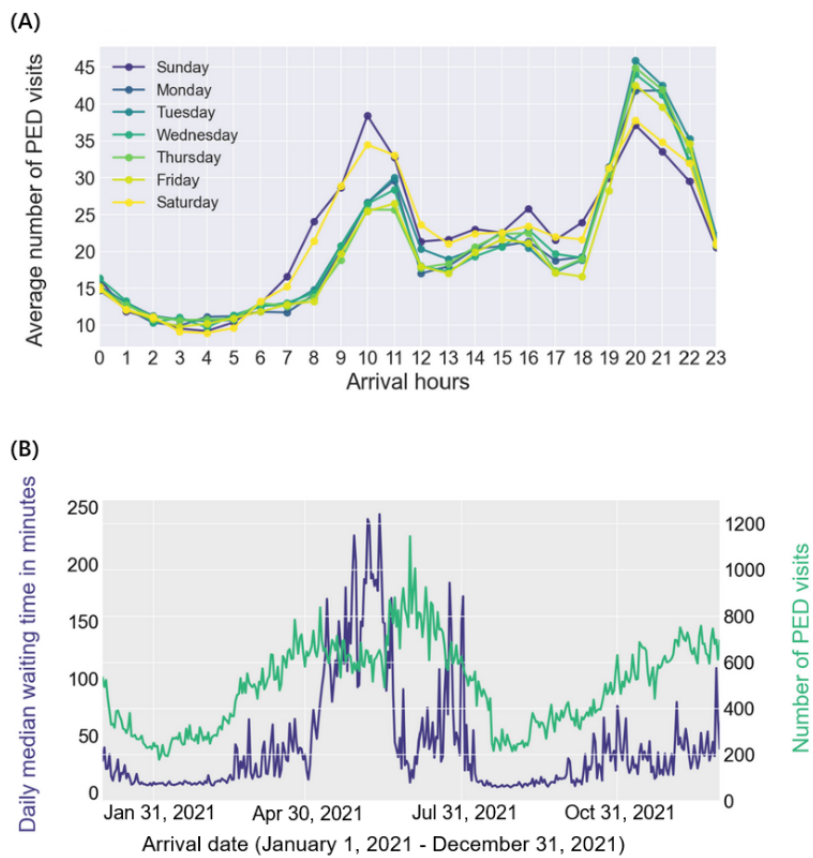 (A)
Average number of PED visits
45
40
35
30
25
20
15
10
Sunday
Monday
Tuesday
Wednesday
Thursday
Friday
Saturday
0 1 2 3 4 5 6 7 8 9 10 11 12 13 14 15 16 17 18 19 20 21 22 23
Arrival hours
(B)
Daily median waiting time in minutes
250
200
150
100
50
0
1200
1000
800
600
400
200
0
Number of PED visits
Jan 31, 2021 Apr 30, 2021 Jul 31, 2021 Oct 31, 2021
Arrival date (January 1, 2021 - December 31, 2021)